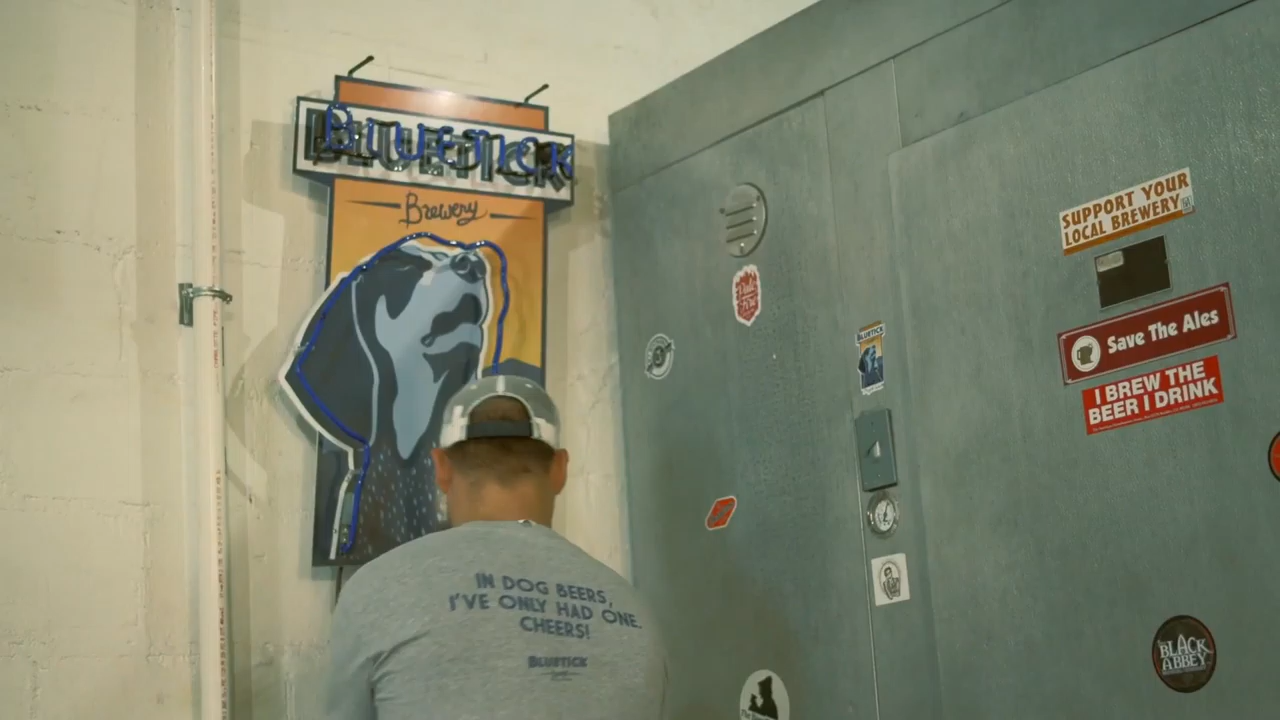 BLUETICK
Brewery
SUPPORT YOUR
LOCAL BREWERY
Save The Ales
I BREW THE
BEER I DRINK
BLUETICK
IN DOG BEERS,
I'VE ONLY HAD ONE.
CHEERS!
BLUETICK
BLACK
ABBEY